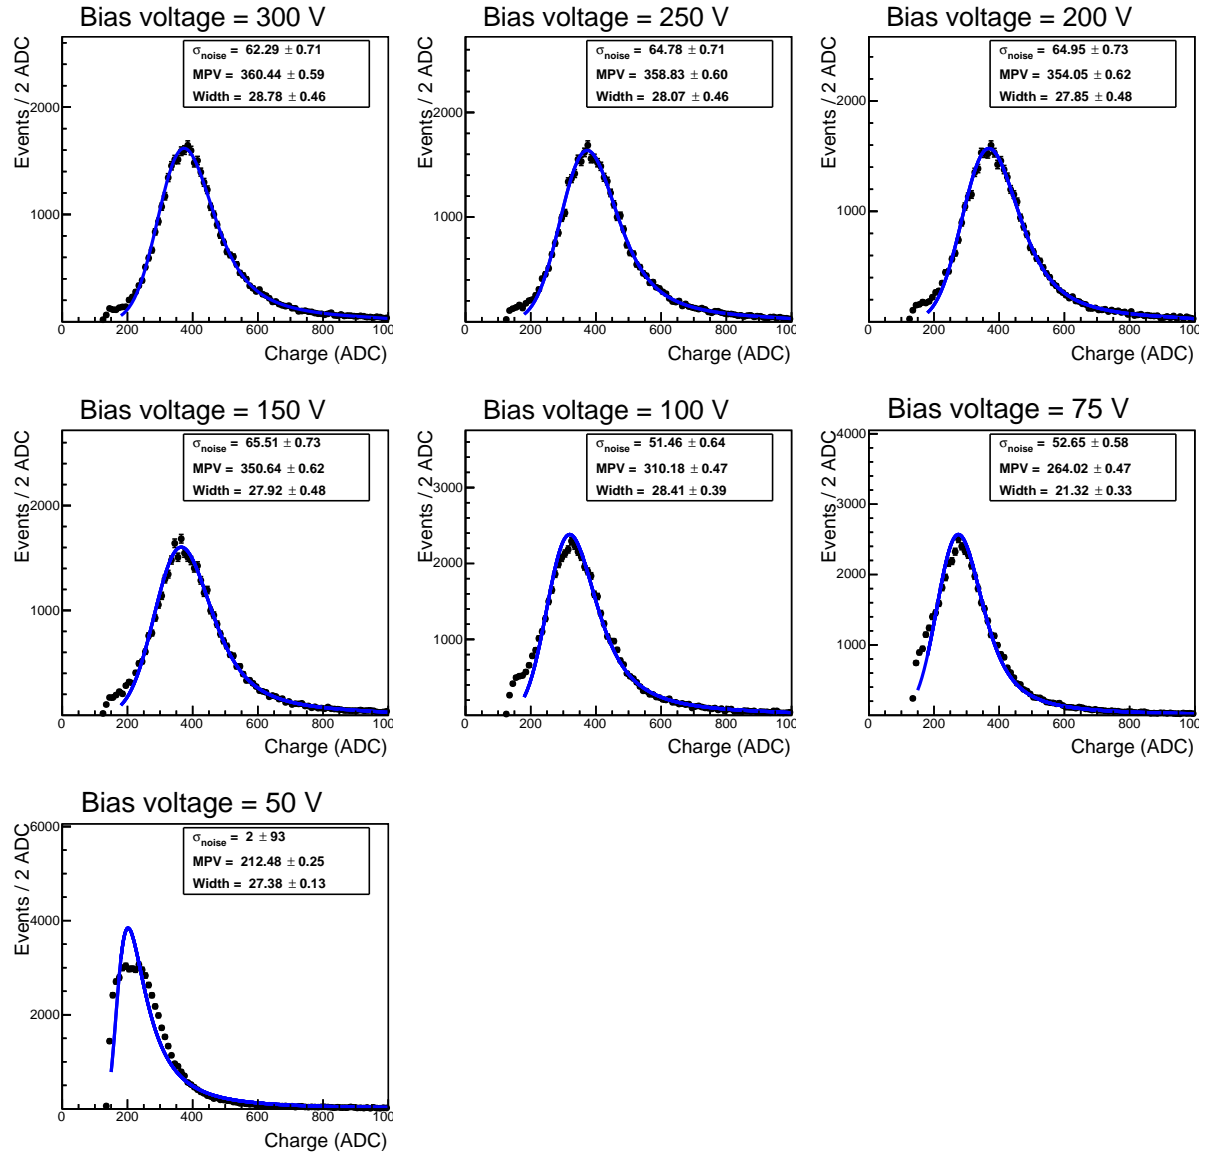 Bias voltage = 300 V
Events / 2 ADC
σnoise = 62.29 ± 0.71
MPV = 360.44 ± 0.59
Width = 28.78 ± 0.46
2000
1000
0 200 400 600 800 100
Charge (ADC)
Bias voltage = 250 V
Events / 2 ADC
σnoise = 64.78 ± 0.71
MPV = 358.83 ± 0.60
Width = 28.07 ± 0.46
2000
1000
0 200 400 600 800 100
Charge (ADC)
Bias voltage = 200 V
Events / 2 ADC
σnoise = 64.95 ± 0.73
MPV = 354.05 ± 0.62
Width = 27.85 ± 0.48
2000
1000
0 200 400 600 800 100
Charge (ADC)
Bias voltage = 150 V
Events / 2 ADC
σnoise = 65.51 ± 0.73
MPV = 350.64 ± 0.62
Width = 27.92 ± 0.48
2000
1000
0 200 400 600 800 100
Charge (ADC)
Bias voltage = 100 V
Events / 2 ADC
σnoise = 51.46 ± 0.64
MPV = 310.18 ± 0.47
Width = 28.41 ± 0.39
3000
2000
1000
0 200 400 600 800 100
Charge (ADC)
Bias voltage = 75 V
Events / 2 ADC
σnoise = 52.65 ± 0.58
MPV = 264.02 ± 0.47
Width = 21.32 ± 0.33
4000
3000
2000
1000
0 200 400 600 800 100
Charge (ADC)
Bias voltage = 50 V
Events / 2 ADC
σnoise = 2 ± 93
MPV = 212.48 ± 0.25
Width = 27.38 ± 0.13
6000
4000
2000
0 200 400 600 800 100
Charge (ADC)